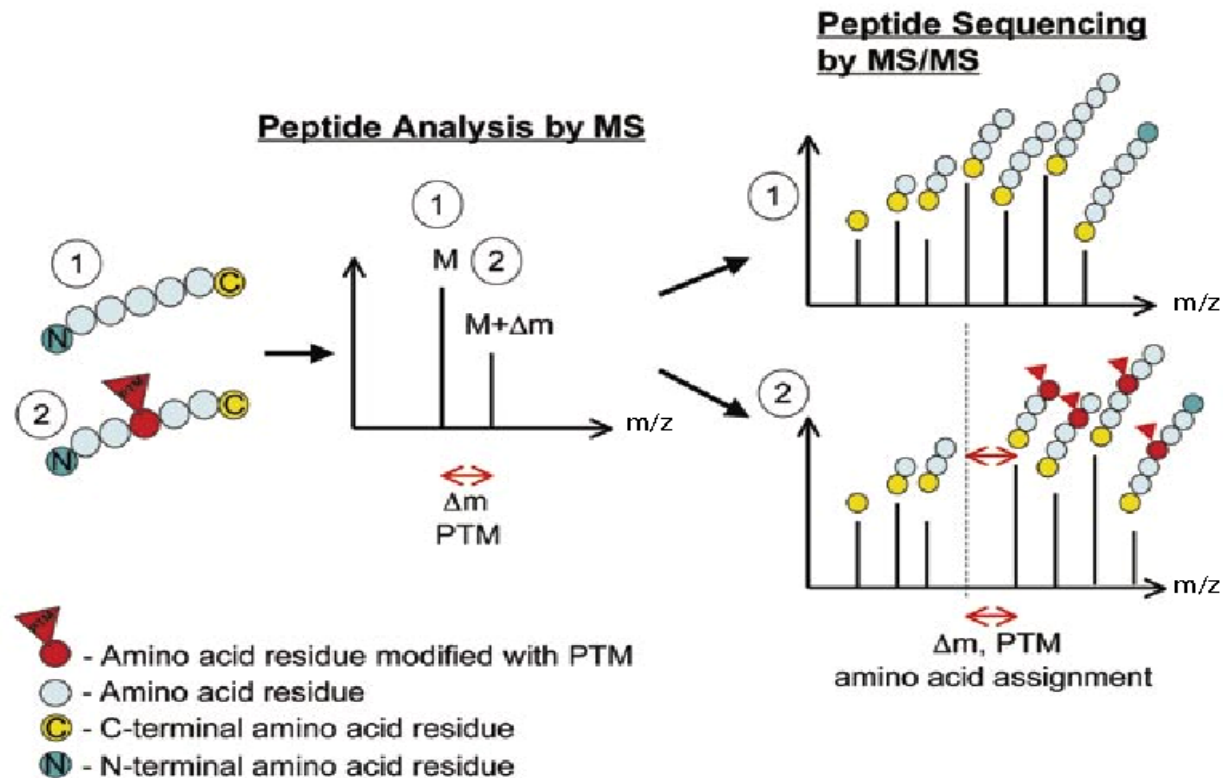 Peptide Sequencing
by MS/MS
Peptide Analysis by MS
1
2
N
C
N
C
PTM
1
M
2
M+Δm
m/z
Δm
PTM
1
m/z
2
m/z
Δm, PTM
amino acid assignment
PTM
- Amino acid residue modified with PTM
- Amino acid residue
C - C-terminal amino acid residue
N - N-terminal amino acid residue